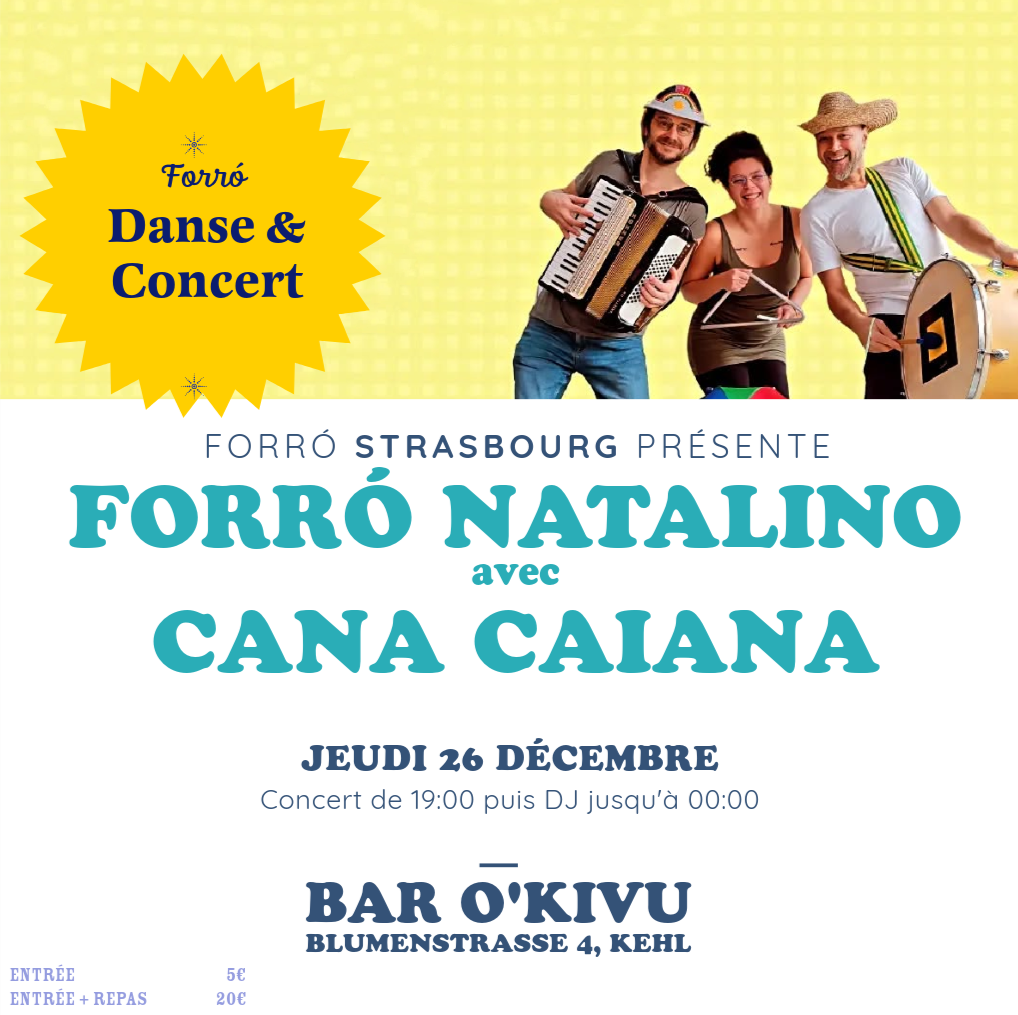 Forró
Danse &
Concert
FORRÓ STRASBOURG PRÉSENTE
FORRÓ NATALINO
avec
CANA CAIANA
JEUDI 26 DÉCEMBRE
Concert de 19:00 puis DJ jusqu'à 00:00
BAR O'KIVU
BLUMENSTRASSE 4, KEHL
ENTRÉE 5€
ENTRÉE + REPAS 20€